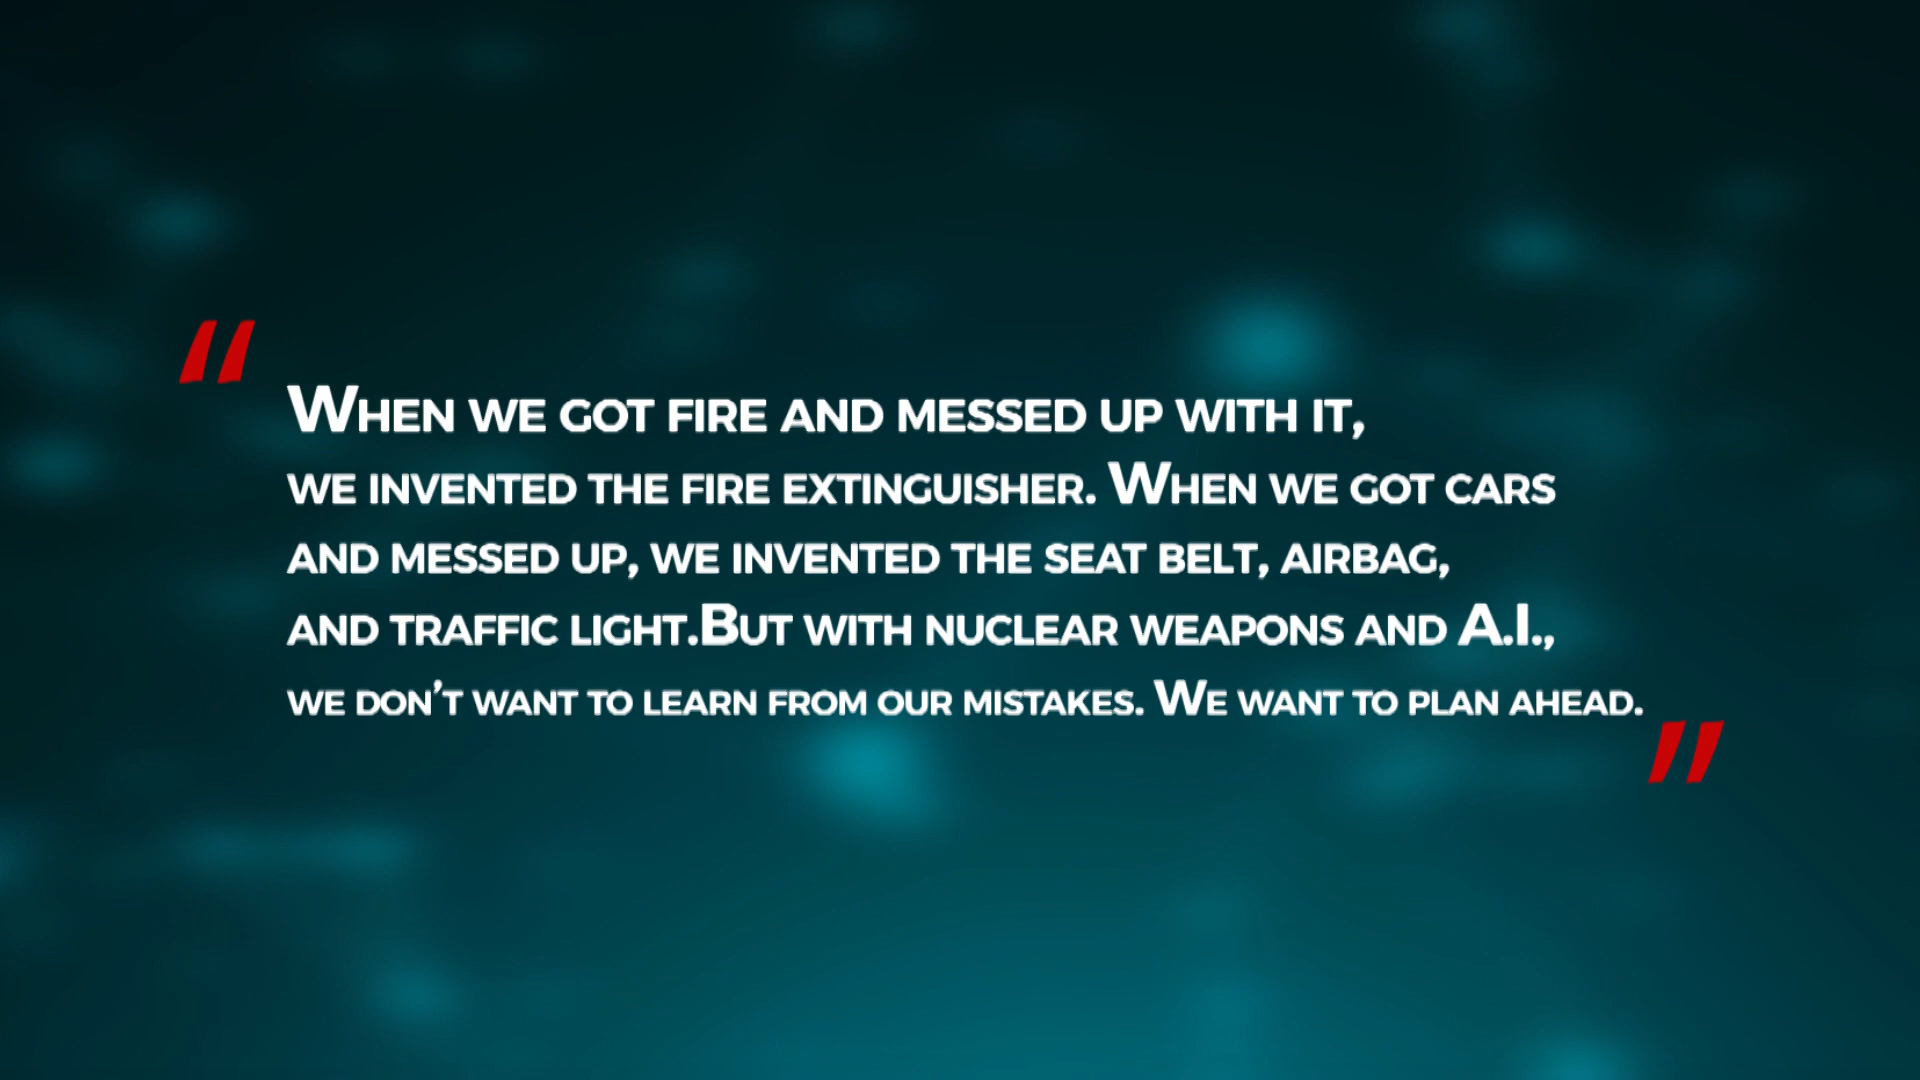 “When we got fire and messed up with it,
we invented the fire extinguisher. When we got cars
and messed up, we invented the seat belt, airbag,
and traffic light.But with nuclear weapons and A.I.,
we don’t want to learn from our mistakes. We want to plan ahead.”